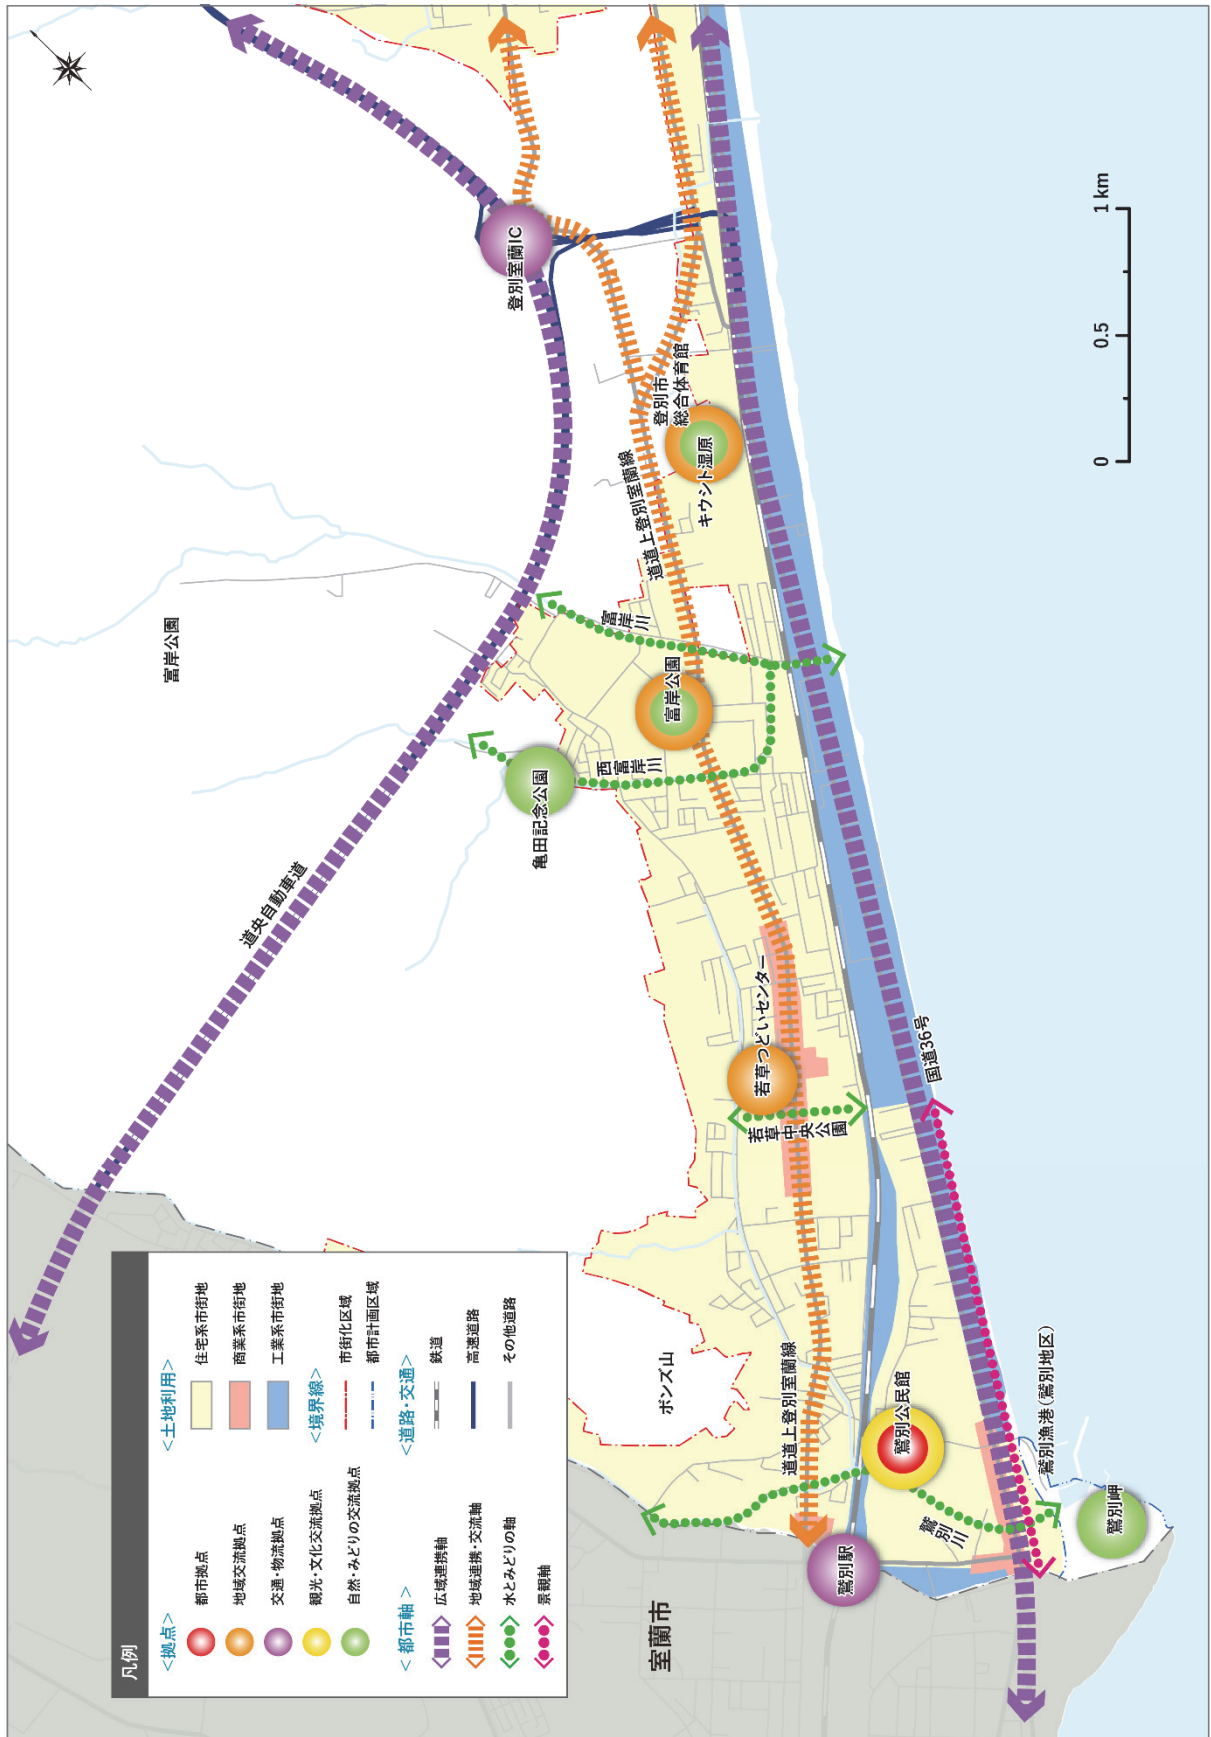 凡例
<拠点>
都市拠点
地域交流拠点
交通・物流拠点
観光・文化交流拠点
自然・みどりの交流拠点
<都市軸>
広域連携軸
地域連携・交流軸
水とみどりの軸
景観軸
<土地利用>
住宅系市街地
商業系市街地
工業系市街地
<境界線>
市街化区域
都市計画区域
<道路・交通>
鉄道
高速道路
その他道路
室蘭市
鷲別駅
鷲別岬
鷲別川
鷲別漁港(鷲別地区)
鷲別公民館
道道上登別室蘭線
ポンズ山
若草中央公園
若草つどいセンター
国道36号
道央自動車道
亀田記念公園
西富岸川
富岸公園
富岸川
富岸公園
道道上登別室蘭線
キウシト湿原
登別市
総合体育館
登別室蘭IC
0
0.5
1 km